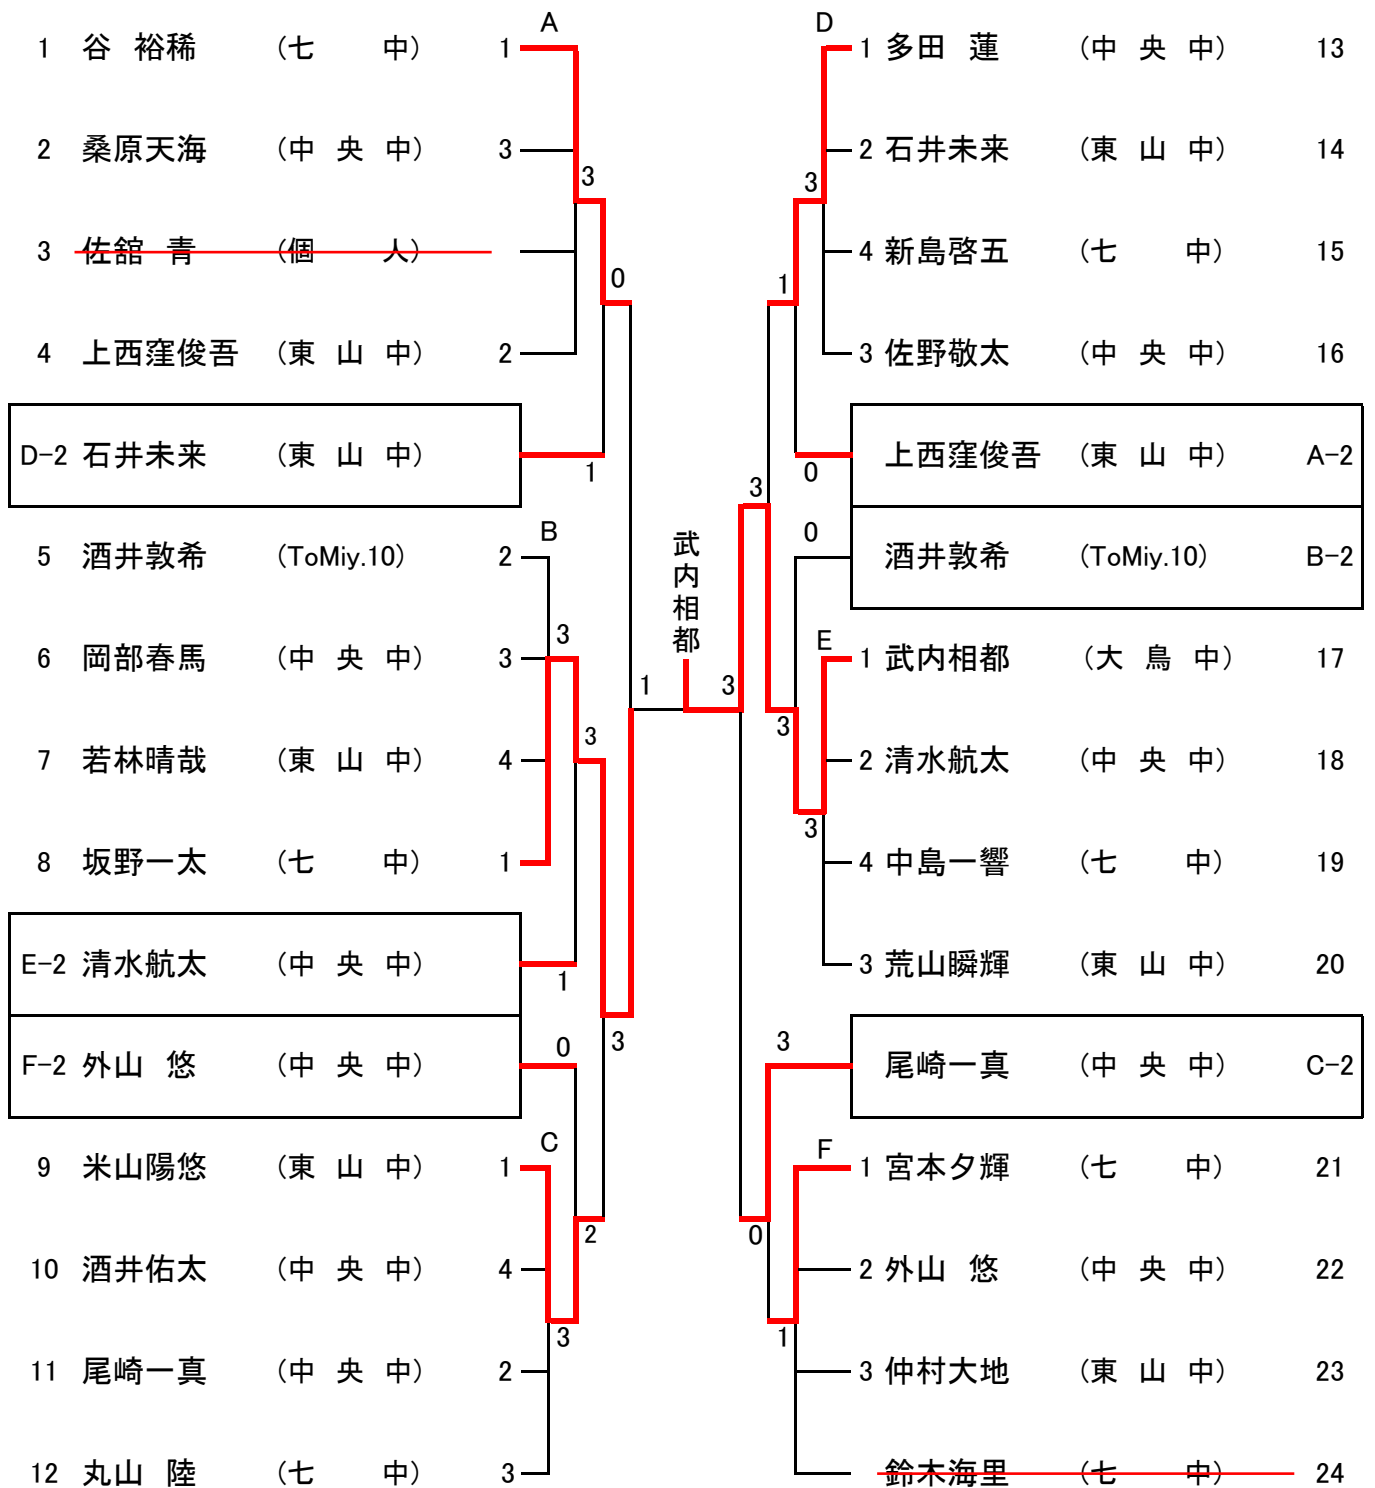 A
1 谷 裕稀 (七 中) 1
2 桑原天海 (中 央 中) 3
3
3 佐舘 青 (個 人)
0
4 上西窪俊吾 (東 山 中) 2
D-2 石井未来 (東 山 中)
1
B
5 酒井敦希 (ToMiy.10) 2
3
6 岡部春馬 (中 央 中) 3
3
7 若林晴哉 (東 山 中) 4
8 坂野一太 (七 中) 1
E-2 清水航太 (中 央 中)
1
0
3
F-2 外山 悠 (中 央 中)
C
9 米山陽悠 (東 山 中) 1
2
10 酒井佑太 (中 央 中) 4
3
11 尾崎一真 (中 央 中) 2
12 丸山 陸 (七 中) 3
武内相都
1 3
D
1 多田 蓮 (中 央 中) 13
2 石井未来 (東 山 中) 14
3
4 新島啓五 (七 中) 15
1
3 佐野敬太 (中 央 中) 16
上西窪俊吾 (東 山 中) A-2
0
3
0
酒井敦希 (ToMiy.10) B-2
E
1 武内相都 (大 鳥 中) 17
3
2 清水航太 (中 央 中) 18
3
4 中島一響 (七 中) 19
3 荒山瞬輝 (東 山 中) 20
3
尾崎一真 (中 央 中) C-2
F
1 宮本夕輝 (七 中) 21
0
2 外山 悠 (中 央 中) 22
1
3 仲村大地 (東 山 中) 23
鈴木海里 (七 中) 24